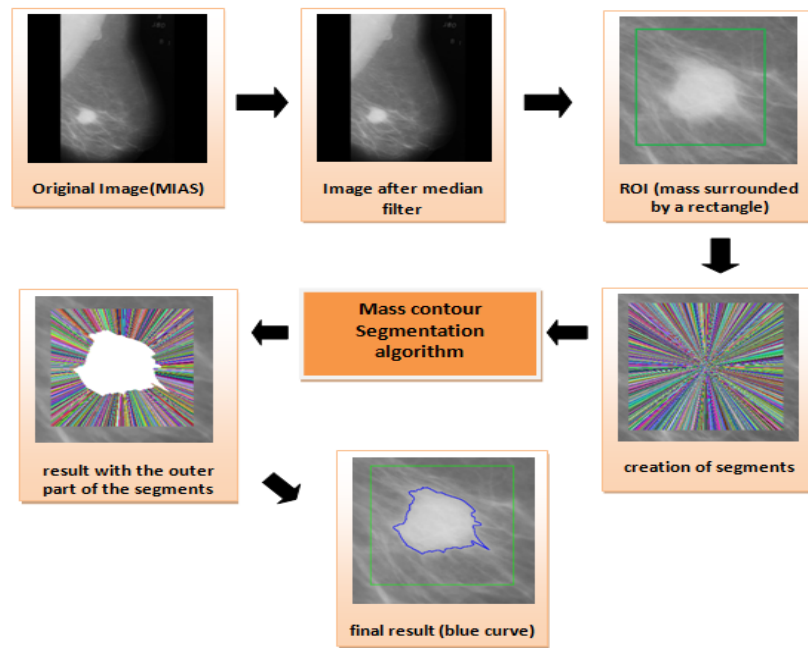 Original Image(MIAS)
Image after median
filter
ROI (mass surrounded
by a rectangle)
creation of segments
Mass contour
Segmentation
algorithm
result with the outer
part of the segments
final result (blue curve)